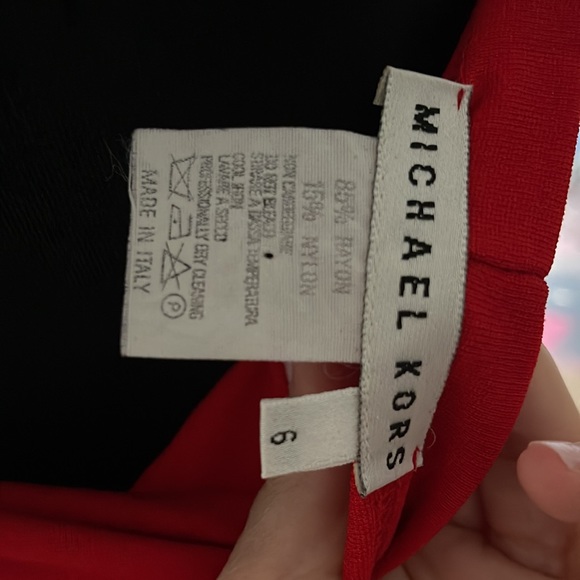 MICHAEL KORS
85% RAYON
15% NYLON
NON CANDEGGIARE
DO NOT BLEACH
STIRARE A BASSA TEMPERATURA
COOL IRON
LAVARE A SECCO
PROFESSIONALLY DRY CLEANING
P
MADE IN ITALY
6